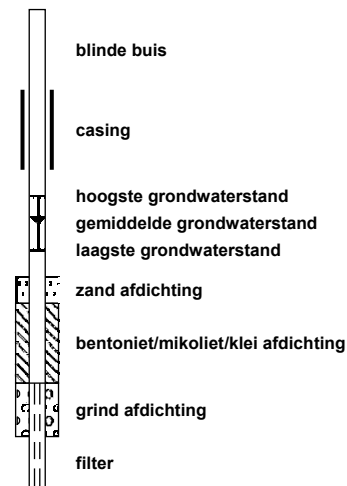 blinde buis
casing
hoogste grondwaterstand
gemiddelde grondwaterstand
laagste grondwaterstand
zand afdichting
bentoniet/mikoliet/klei afdichting
grind afdichting
filter